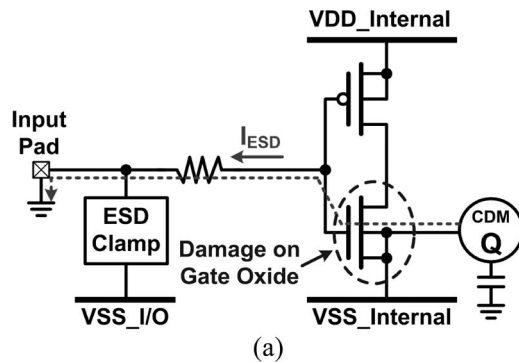 VDD_Internal
Input
Pad
I_ESD
ESD
Clamp
CDM
Q
Damage on
Gate Oxide
VSS_I/O
VSS_Internal
(a)